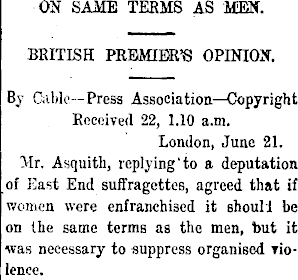 ON SAME TERMS AS MEN.
BRITISH PREMIER'S OPINION.
By Cable—Press Association—Copyright
Received 22, 1.10 a.m.
London, June 21.
Mr. Asquith, replying to a deputation
of East End suffragettes, agreed that if
women were enfranchised it should be
on the same terms as the men, but it
was necessary to suppress organised vio-
lence.